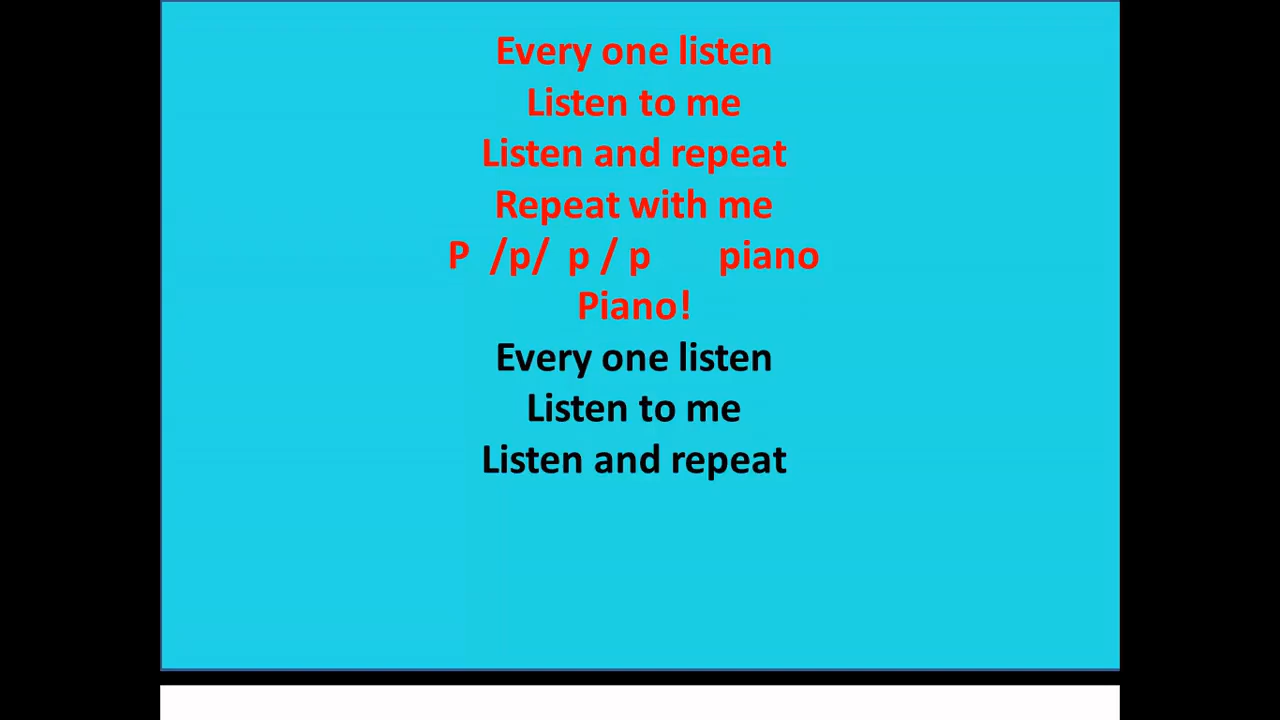 Every one listen
Listen to me
Listen and repeat
Repeat with me
P /p/ p / p piano
Piano!
Every one listen
Listen to me
Listen and repeat